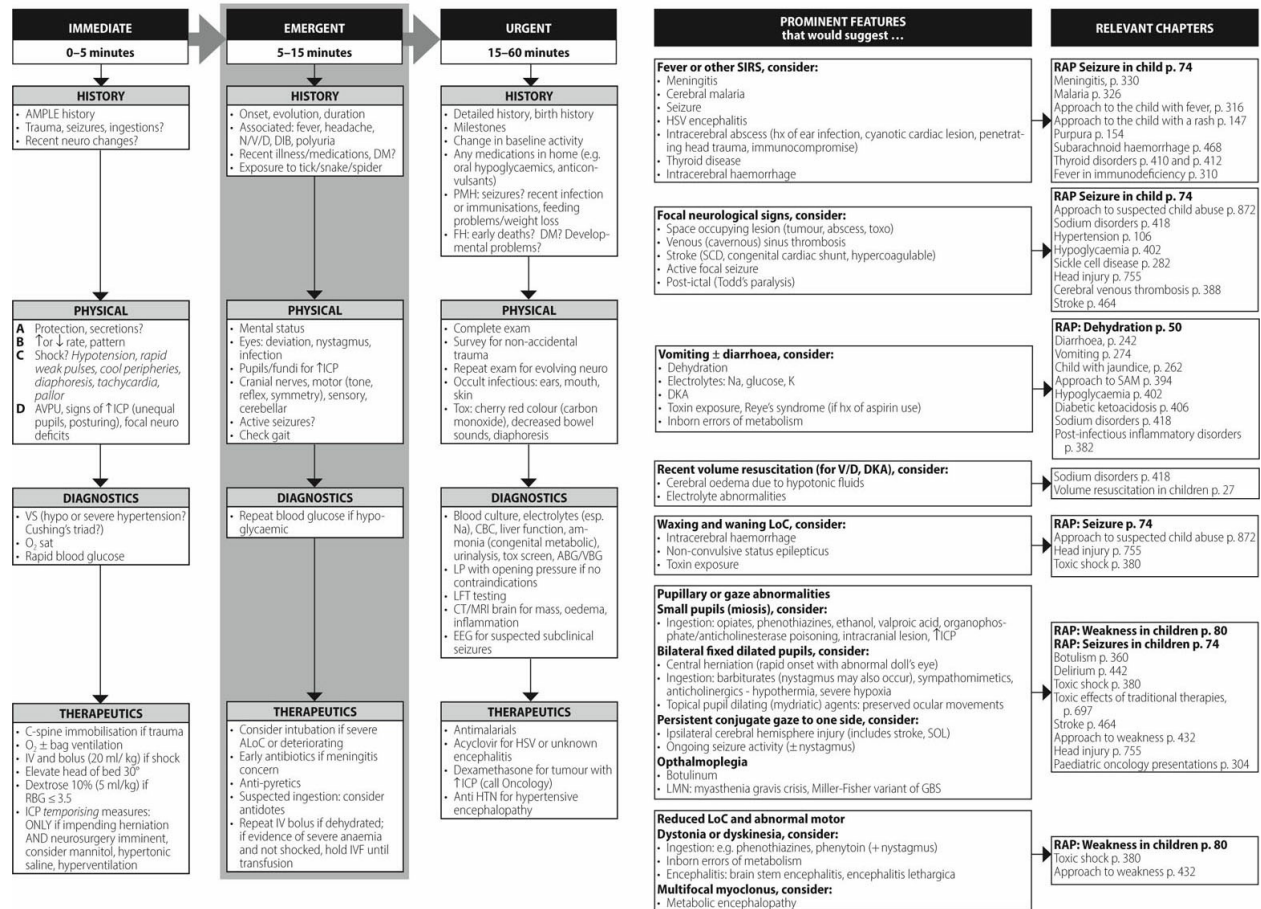 IMMEDIATE
0–5 minutes
HISTORY
• AMPLE history
• Trauma, seizures, ingestions?
• Recent neuro changes?
PHYSICAL
A Protection, secretions?
B ↑or ↓ rate, pattern
C Shock? Hypotension, rapid
weak pulses, cool peripheries,
diaphoresis, tachycardia,
pallor
D AVPU, signs of ↑ICP (unequal
pupils, posturing), focal neuro
deficits
DIAGNOSTICS
• VS (hypo or severe hypertension?
Cushing's triad?)
• O₂ sat
• Rapid blood glucose
THERAPEUTICS
• C-spine immobilisation if trauma
• O₂ ± bag ventilation
• IV and bolus (20 ml/ kg) if shock
• Elevate head of bed 30°
• Dextrose 10% (5 ml/kg) if
RBG ≤ 3.5
• ICP temporising measures:
ONLY if impending herniation
AND neurosurgery imminent,
consider mannitol, hypertonic
saline, hyperventilation
EMERGENT
5–15 minutes
HISTORY
• Onset, evolution, duration
• Associated: fever, headache,
N/V/D, DIB, polyuria
• Recent illness/medications, DM?
• Exposure to tick/snake/spider
PHYSICAL
• Mental status
• Eyes: deviation, nystagmus,
infection
• Pupils/fundi for ↑ICP
• Cranial nerves, motor (tone,
reflex, symmetry), sensory,
cerebellar
• Active seizures?
• Check gait
DIAGNOSTICS
• Repeat blood glucose if hypo-
glycaemic
THERAPEUTICS
• Consider intubation if severe
ALoC or deteriorating
• Early antibiotics if meningitis
concern
• Anti-pyretics
• Suspected ingestion: consider
antidotes
• Repeat IV bolus if dehydrated;
if evidence of severe anaemia
and not shocked, hold IVF until
transfusion
URGENT
15–60 minutes
HISTORY
• Detailed history, birth history
• Milestones
• Change in baseline activity
• Any medications in home (e.g.
oral hypoglycaemics, anticon-
vulsants)
• PMH: seizures? recent infection
or immunisations, feeding
problems/weight loss
• FH: early deaths? DM? Develop-
mental problems?
PHYSICAL
• Complete exam
• Survey for non-accidental
trauma
• Repeat exam for evolving neuro
• Occult infectious: ears, mouth,
skin
• Tox: cherry red colour (carbon
monoxide), decreased bowel
sounds, diaphoresis
DIAGNOSTICS
• Blood culture, electrolytes (esp.
Na), CBC, liver function, am-
monia (congenital metabolic),
urinalysis, tox screen, ABG/VBG
• LP with opening pressure if no
contraindications
• LFT testing
• CT/MRI brain for mass, oedema,
inflammation
• EEG for suspected subclinical
seizures
THERAPEUTICS
• Antimalarials
• Acyclovir for HSV or unknown
encephalitis
• Dexamethasone for tumour with
↑ICP (call Oncology)
• Anti HTN for hypertensive
encephalopathy
PROMINENT FEATURES
that would suggest …
RELEVANT CHAPTERS
Fever or other SIRS, consider:
• Meningitis
• Cerebral malaria
• Seizure
• HSV encephalitis
• Intracerebral abscess (hx of ear infection, cyanotic cardiac lesion, penetrat-
ing head trauma, immunocompromise)
• Thyroid disease
• Intracerebral haemorrhage
RAP Seizure in child p. 74
Meningitis, p. 330
Malaria p. 326
Approach to the child with fever, p. 316
Approach to the child with a rash p. 147
Purpura p. 154
Subarachnoid haemorrhage p. 468
Thyroid disorders p. 410 and p. 412
Fever in immunodeficiency p. 310
Focal neurological signs, consider:
• Space occupying lesion (tumour, abscess, toxo)
• Venous (cavernous) sinus thrombosis
• Stroke (SCD, congenital cardiac shunt, hypercoagulable)
• Active focal seizure
• Post-ictal (Todd's paralysis)
RAP Seizure in child p. 74
Approach to suspected child abuse p. 872
Sodium disorders p. 418
Hypertension p. 106
Hypoglycaemia p. 402
Sickle cell disease p. 282
Head injury p. 755
Cerebral venous thrombosis p. 388
Stroke p. 464
Vomiting ± diarrhoea, consider:
• Dehydration
• Electrolytes: Na, glucose, K
• DKA
• Toxin exposure, Reye's syndrome (if hx of aspirin use)
• Inborn errors of metabolism
RAP: Dehydration p. 50
Diarrhoea, p. 242
Vomiting p. 274
Child with jaundice, p. 262
Approach to SAM p. 394
Hypoglycaemia p. 402
Diabetic ketoacidosis p. 406
Sodium disorders p. 418
Post-infectious inflammatory disorders
p. 382
Recent volume resuscitation (for V/D, DKA), consider:
• Cerebral oedema due to hypotonic fluids
• Electrolyte abnormalities
Sodium disorders p. 418
Volume resuscitation in children p. 27
Waxing and waning LoC, consider:
• Intracerebral haemorrhage
• Non-convulsive status epilepticus
• Toxin exposure
RAP: Seizure p. 74
Approach to suspected child abuse p. 872
Head injury p. 755
Toxic shock p. 380
Pupillary or gaze abnormalities
Small pupils (miosis), consider:
• Ingestion: opiates, phenothiazines, ethanol, valproic acid, organophos-
phate/anticholinesterase poisoning, intracranial lesion, ↑ICP
Bilateral fixed dilated pupils, consider:
• Central herniation (rapid onset with abnormal doll's eye)
• Ingestion: barbiturates (nystagmus may also occur), sympathomimetics,
anticholinergics - hypothermia, severe hypoxia
• Topical pupil dilating (mydriatic) agents: preserved ocular movements
Persistent conjugate gaze to one side, consider:
• Ipsilateral cerebral hemisphere injury (includes stroke, SOL)
• Ongoing seizure activity (± nystagmus)
Opthalmoplegia
• Botulinum
• LMN: myasthenia gravis crisis, Miller-Fisher variant of GBS
RAP: Weakness in children p. 80
RAP: Seizures in children p. 74
Botulism p. 360
Delirium p. 442
Toxic shock p. 380
Toxic effects of traditional therapies,
p. 697
Stroke p. 464
Approach to weakness p. 432
Head injury p. 755
Paediatric oncology presentations p. 304
Reduced LoC and abnormal motor
Dystonia or dyskinesia, consider:
• Ingestion: e.g. phenothiazines, phenytoin (+ nystagmus)
• Inborn errors of metabolism
• Encephalitis: brain stem encephalitis, encephalitis lethargica
Multifocal myoclonus, consider:
• Metabolic encephalopathy
RAP: Weakness in children p. 80
Toxic shock p. 380
Approach to weakness p. 432